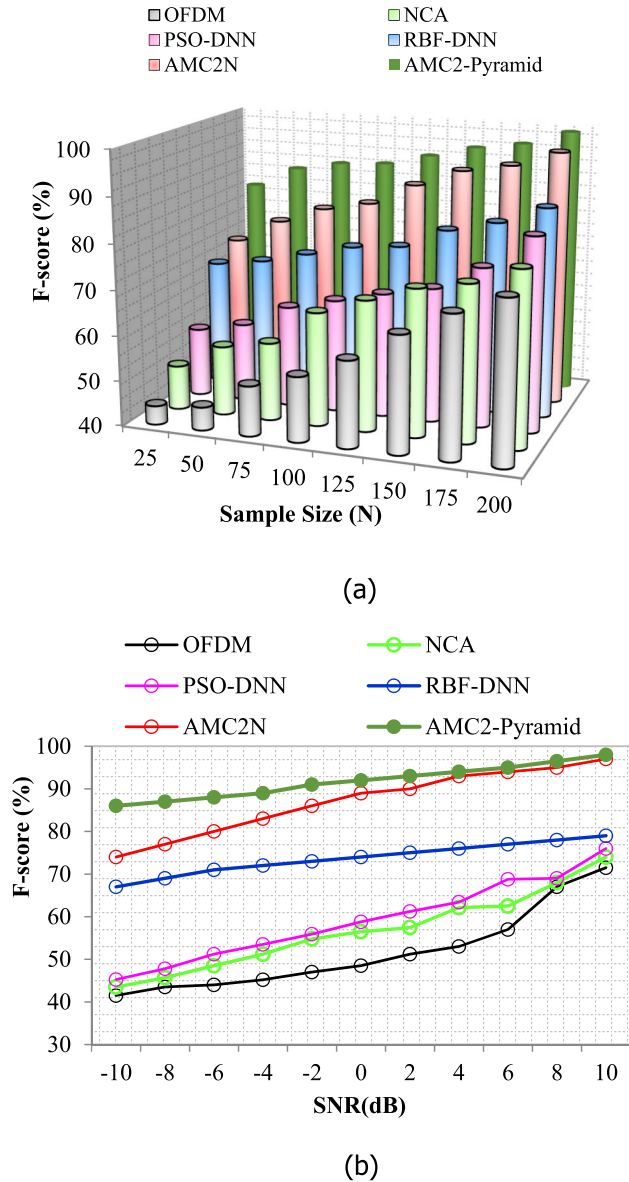 OFDM NCA
PSO-DNN RBF-DNN
AMC2N AMC2-Pyramid
100
90
80
70
60
50
40
F-score (%)
25 50 75 100 125 150 175 200
Sample Size (N)
(a)
OFDM NCA
PSO-DNN RBF-DNN
AMC2N AMC2-Pyramid
100
90
80
70
60
50
40
30
F-score (%)
-10 -8 -6 -4 -2 0 2 4 6 8 10
SNR(dB)
(b)